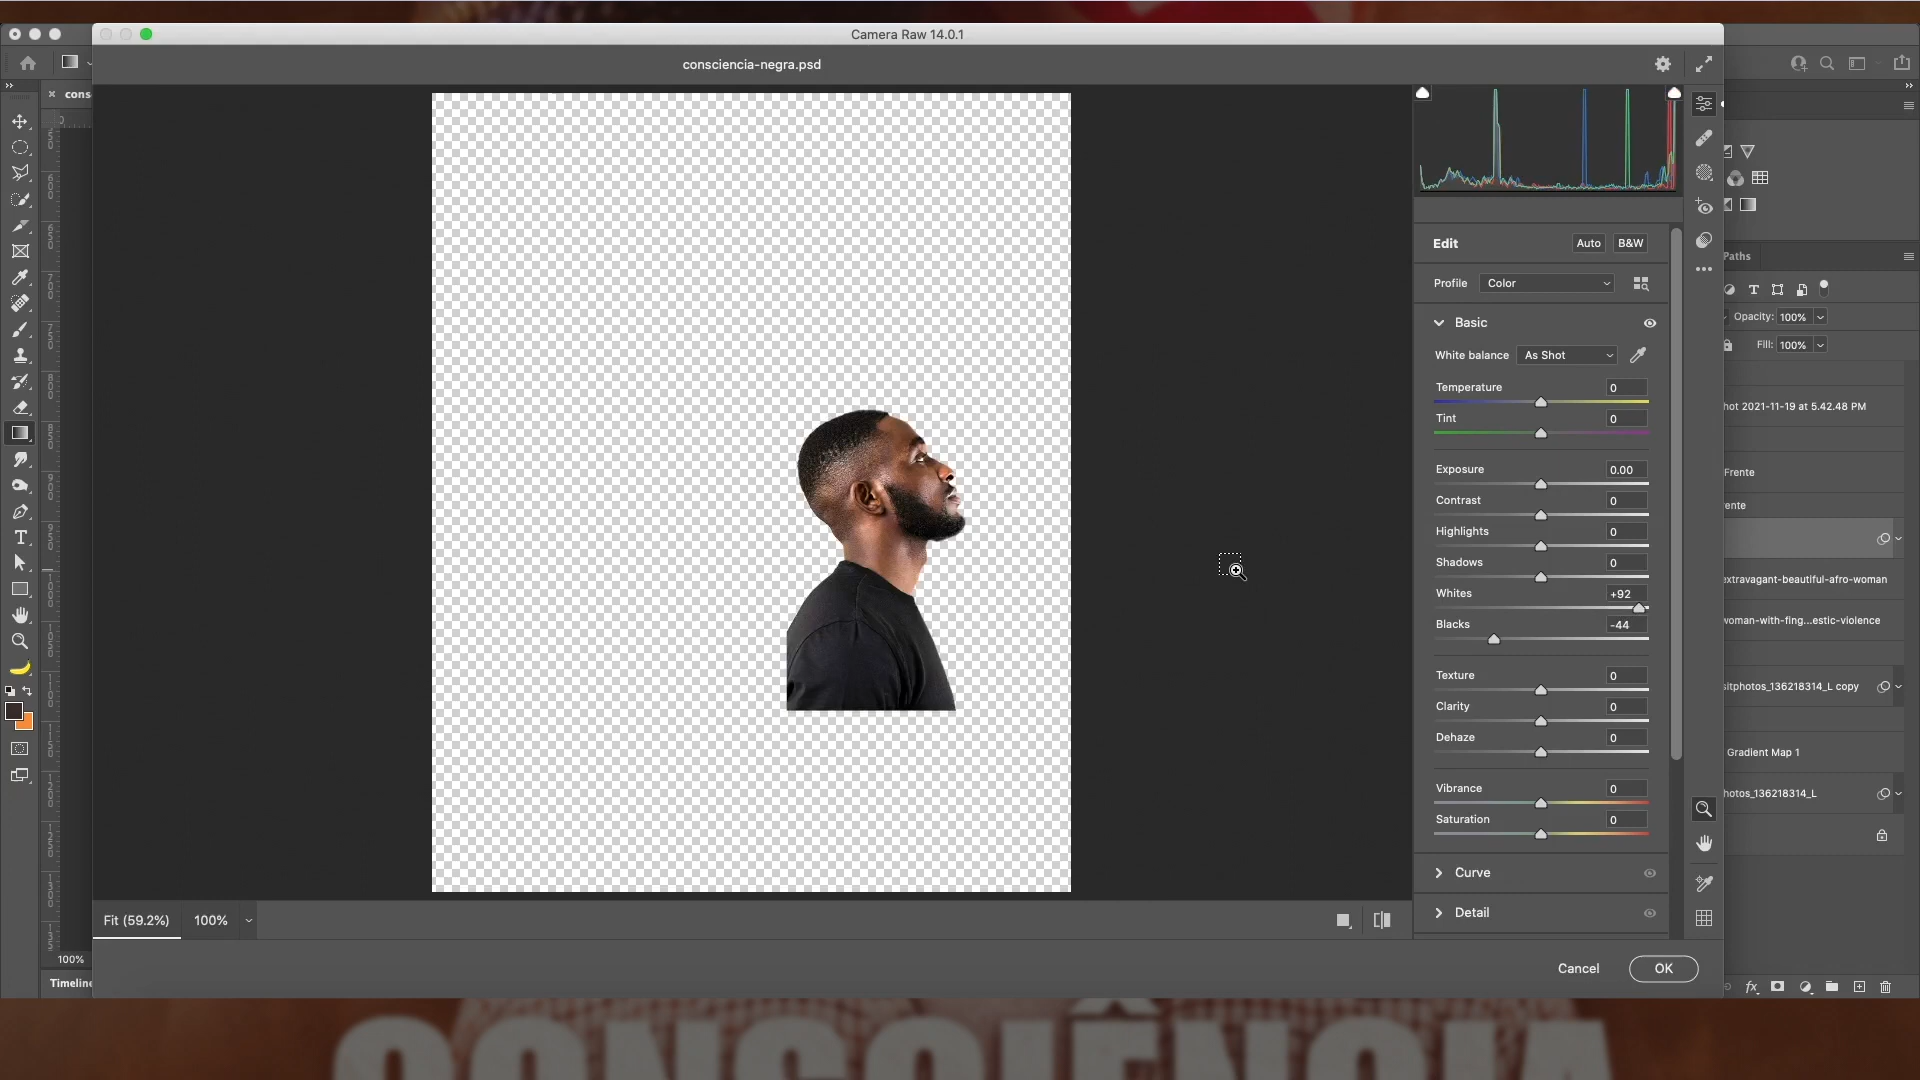 Camera Raw 14.0.1
consciencia-negra.psd
cons
Edit
Auto
B&W
Profile
Color
Basic
White balance
As Shot
Temperature
0
Tint
0
Exposure
0.00
Contrast
0
Highlights
0
Shadows
0
Whites
+92
Blacks
-44
Texture
0
Clarity
0
Dehaze
0
Vibrance
0
Saturation
0
Curve
Detail
Paths
Opacity: 100%
Fill: 100%
hot 2021-11-19 at 5.42.48 PM
Frente
ente
extravagant-beautiful-afro-woman
woman-with-fing...estic-violence
sitphotos_136218314_L copy
Gradient Map 1
hotos_136218314_L
Fit (59.2%)
100%
100%
Timeline
Cancel
OK
CONSCIÊNCIA